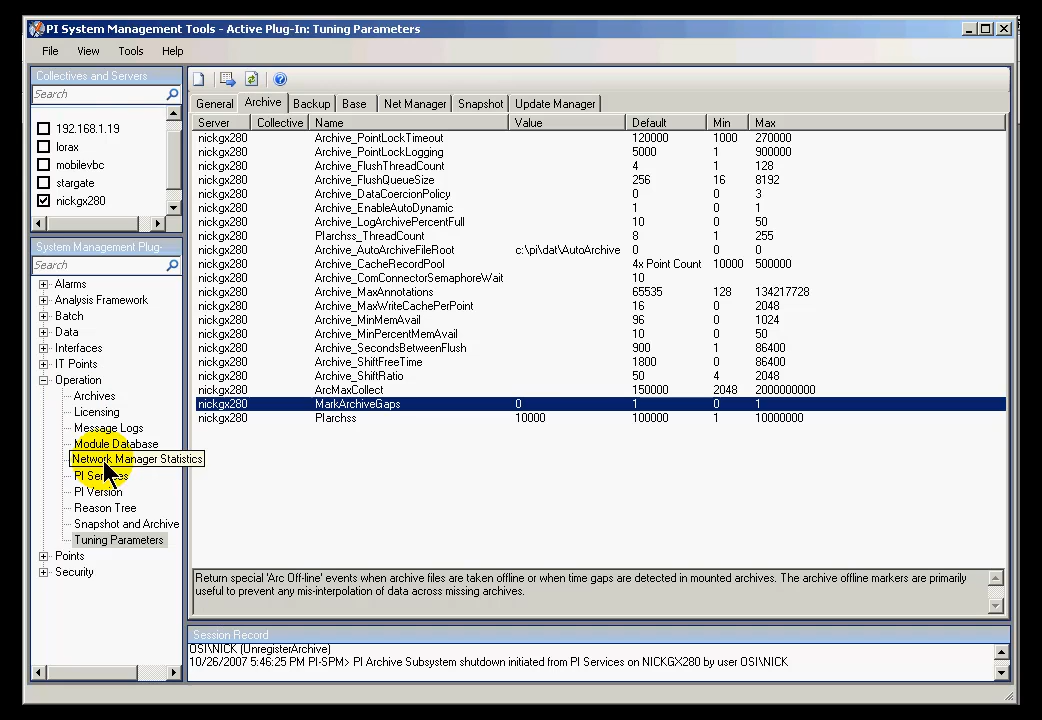 PI System Management Tools - Active Plug-In: Tuning Parameters
File View Tools Help
Collectives and Servers
Search
192.168.1.19
lorax
mobilevbc
stargate
nickgx280
System Management Plug-
Search
Alarms
Analysis Framework
Batch
Data
Interfaces
IT Points
Operation
Archives
Licensing
Message Logs
Module Database
Network Manager Statistics
PI Services
PI Version
Reason Tree
Snapshot and Archive
Tuning Parameters
Points
Security
General Archive Backup Base Net Manager Snapshot Update Manager
Server Collective Name Value Default Min Max
nickgx280 Archive_PointLockTimeout 120000 1000 270000
nickgx280 Archive_PointLockLogging 5000 1 900000
nickgx280 Archive_FlushThreadCount 4 1 128
nickgx280 Archive_FlushQueueSize 256 16 8192
nickgx280 Archive_DataCoercionPolicy 0 0 3
nickgx280 Archive_EnableAutoDynamic 1 0 1
nickgx280 Archive_LogArchivePercentFull 10 0 50
nickgx280 PIarchss_ThreadCount 8 1 255
nickgx280 Archive_AutoArchiveFileRoot c:\pi\dat\AutoArchive 0 0
nickgx280 Archive_CacheRecordPool 4x Point Count 10000 500000
nickgx280 Archive_ComConnectorSemaphoreWait 10
nickgx280 Archive_MaxAnnotations 65535 128 134217728
nickgx280 Archive_MaxWriteCachePerPoint 16 0 2048
nickgx280 Archive_MinMemAvail 96 0 1024
nickgx280 Archive_MinPercentMemAvail 10 0 50
nickgx280 Archive_SecondsBetweenFlush 900 1 86400
nickgx280 Archive_ShiftFreeTime 1800 0 86400
nickgx280 Archive_ShiftRatio 50 4 2048
nickgx280 ArcMaxCollect 150000 2048 2000000000
nickgx280 MarkArchiveGaps 0 1 0 1
nickgx280 PIarchss 10000 100000 1 10000000
Return special 'Arc Off-line' events when archive files are taken offline or when time gaps are detected in mounted archives. The archive offline markers are primarily
useful to prevent any mis-interpolation of data across missing archives.
Session Record
OSI\NICK (UnregisterArchive)
10/26/2007 5:46:25 PM PI-SPM> PI Archive Subsystem shutdown initiated from PI Services on NICKGX280 by user OSI\NICK